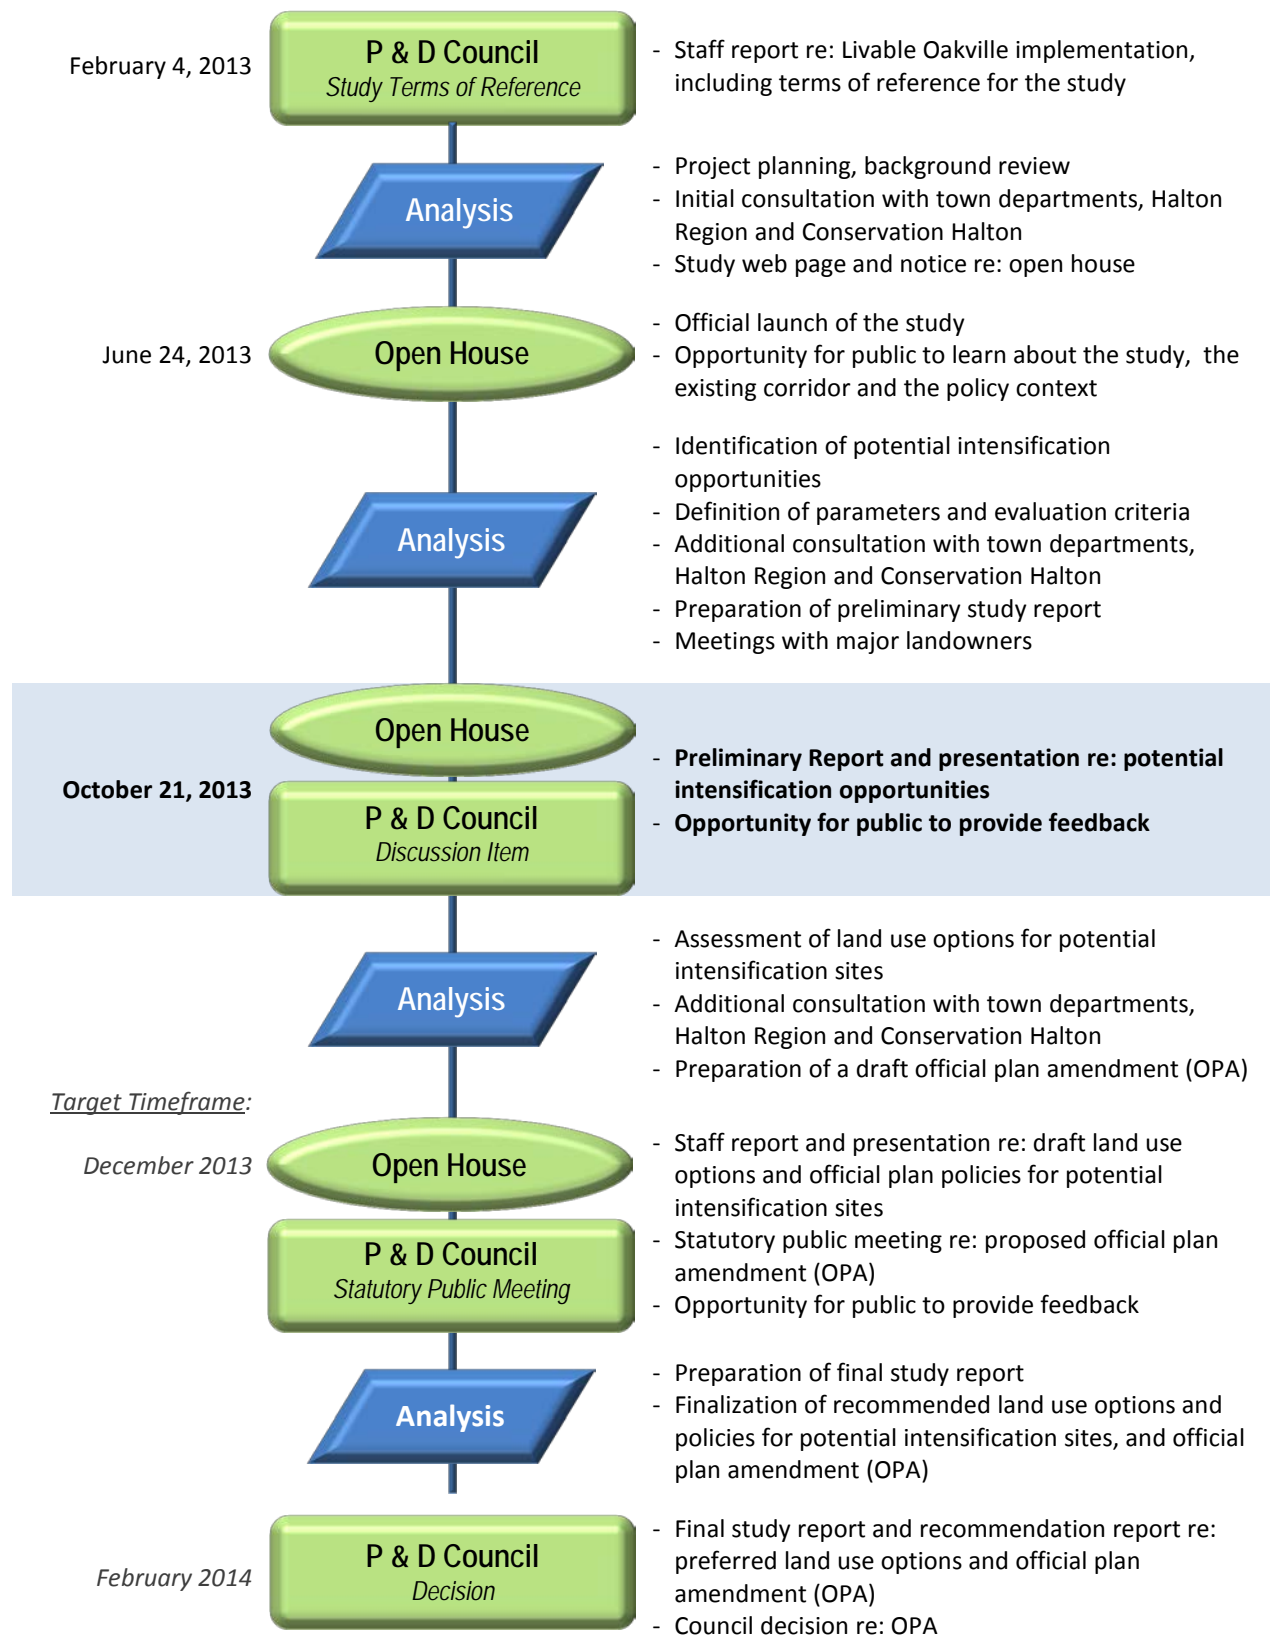 February 4, 2013
P & D Council
Study Terms of Reference
- Staff report re: Livable Oakville implementation,
including terms of reference for the study
Analysis
- Project planning, background review
- Initial consultation with town departments, Halton
Region and Conservation Halton
- Study web page and notice re: open house
June 24, 2013
Open House
- Official launch of the study
- Opportunity for public to learn about the study, the
existing corridor and the policy context
Analysis
- Identification of potential intensification
opportunities
- Definition of parameters and evaluation criteria
- Additional consultation with town departments,
Halton Region and Conservation Halton
- Preparation of preliminary study report
- Meetings with major landowners
October 21, 2013
Open House
P & D Council
Discussion Item
- Preliminary Report and presentation re: potential
intensification opportunities
- Opportunity for public to provide feedback
Analysis
- Assessment of land use options for potential
intensification sites
- Additional consultation with town departments,
Halton Region and Conservation Halton
- Preparation of a draft official plan amendment (OPA)
Target Timeframe:
December 2013
Open House
P & D Council
Statutory Public Meeting
- Staff report and presentation re: draft land use
options and official plan policies for potential
intensification sites
- Statutory public meeting re: proposed official plan
amendment (OPA)
- Opportunity for public to provide feedback
Analysis
- Preparation of final study report
- Finalization of recommended land use options and
policies for potential intensification sites, and official
plan amendment (OPA)
February 2014
P & D Council
Decision
- Final study report and recommendation report re:
preferred land use options and official plan
amendment (OPA)
- Council decision re: OPA